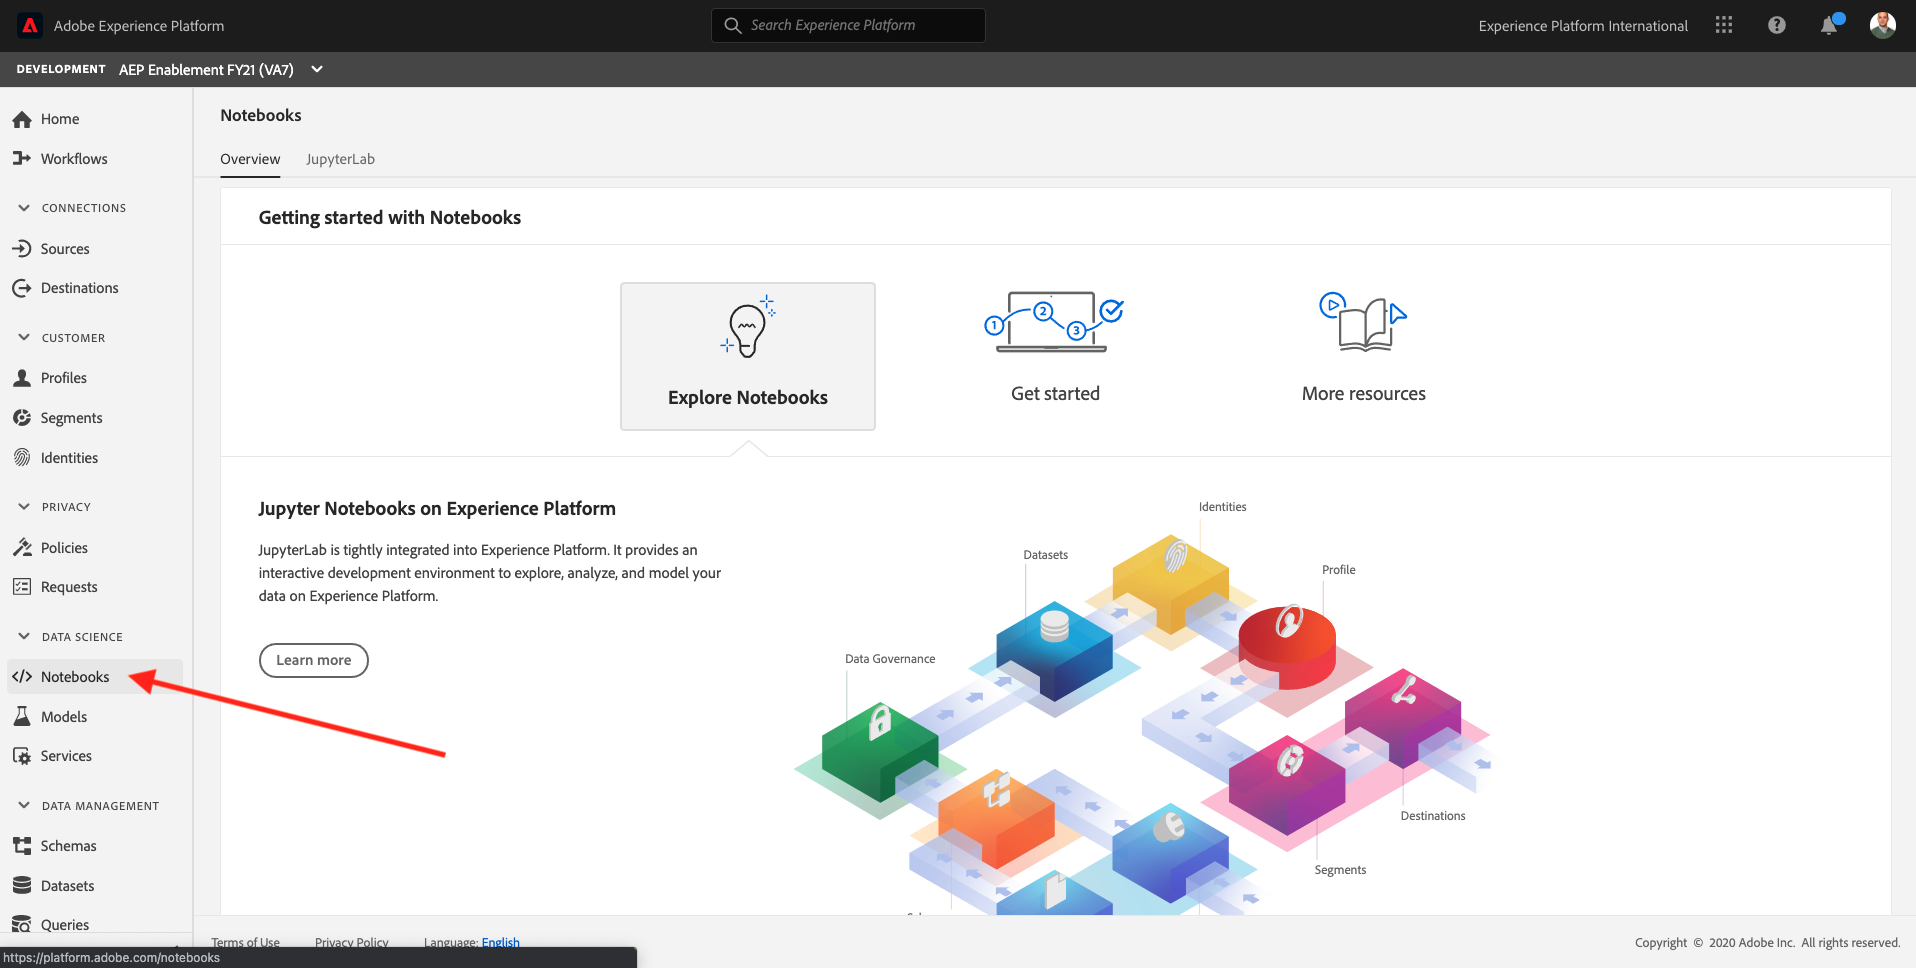 Adobe Experience Platform
Search Experience Platform
Experience Platform International
DEVELOPMENT AEP Enablement FY21 (VA7)
Home
Workflows
CONNECTIONS
Sources
Destinations
CUSTOMER
Profiles
Segments
Identities
PRIVACY
Policies
Requests
DATA SCIENCE
Notebooks
Models
Services
DATA MANAGEMENT
Schemas
Datasets
Queries
Notebooks
Overview JupyterLab
Getting started with Notebooks
Explore Notebooks
1 2 3
Get started
More resources
Jupyter Notebooks on Experience Platform
JupyterLab is tightly integrated into Experience Platform. It provides an
interactive development environment to explore, analyze, and model your
data on Experience Platform.
Learn more
Identities
Datasets
Profile
Data Governance
Destinations
Segments
Terms of Use Privacy Policy Language: English
Copyright © 2020 Adobe Inc. All rights reserved.
https://platform.adobe.com/notebooks